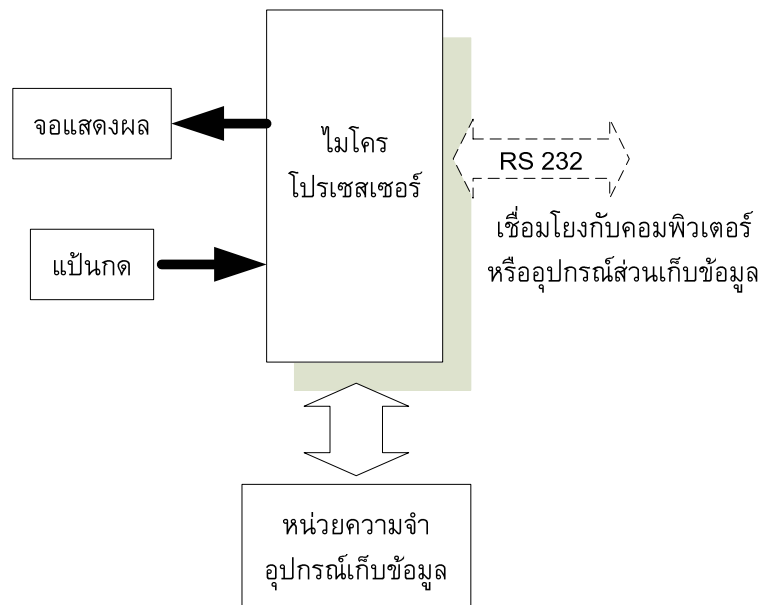 จอแสดงผล
ไมโคร
โปรเซสเซอร์
RS 232
เชื่อมโยงกับคอมพิวเตอร์
หรืออุปกรณ์ส่วนเก็บข้อมูล
แป้นกด
หน่วยความจำ
อุปกรณ์เก็บข้อมูล